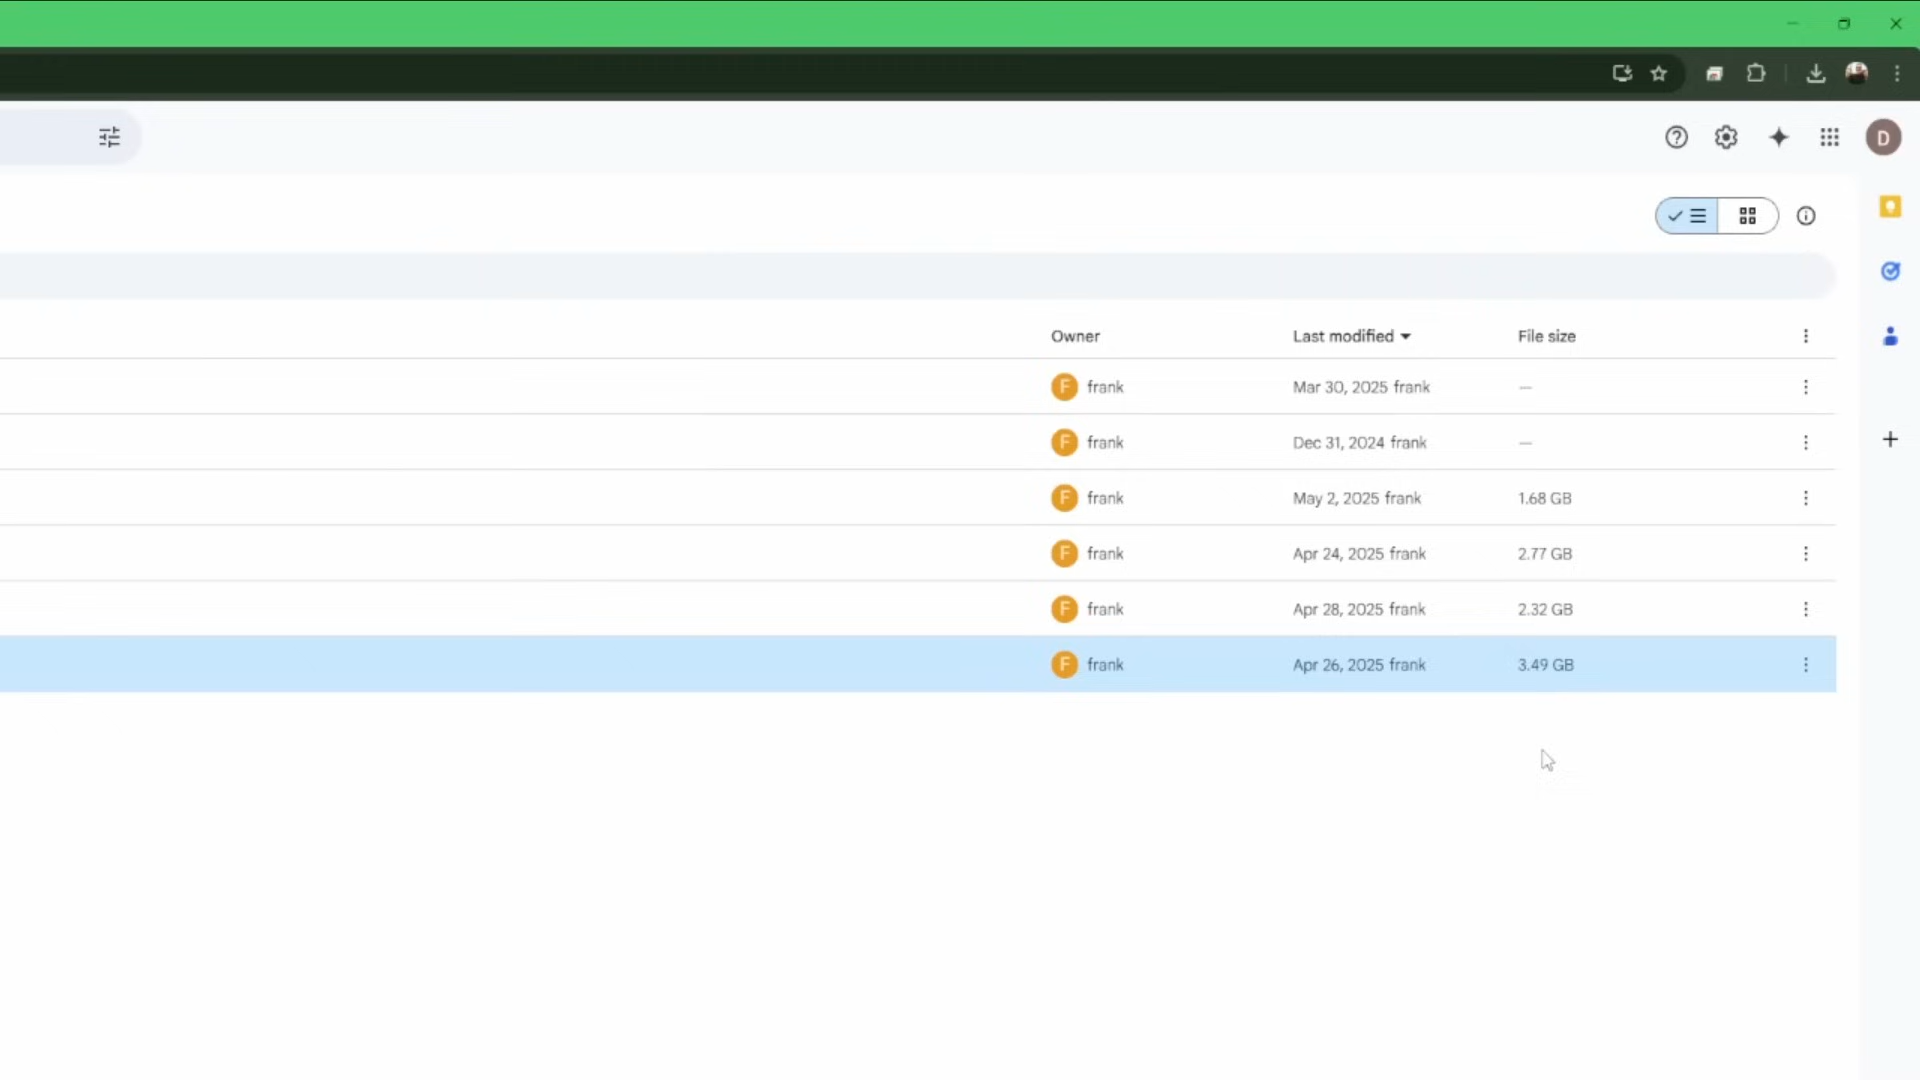 D
Owner Last modified File size
F frank Mar 30, 2025 frank —
F frank Dec 31, 2024 frank —
F frank May 2, 2025 frank 1.68 GB
F frank Apr 24, 2025 frank 2.77 GB
F frank Apr 28, 2025 frank 2.32 GB
F frank Apr 26, 2025 frank 3.49 GB